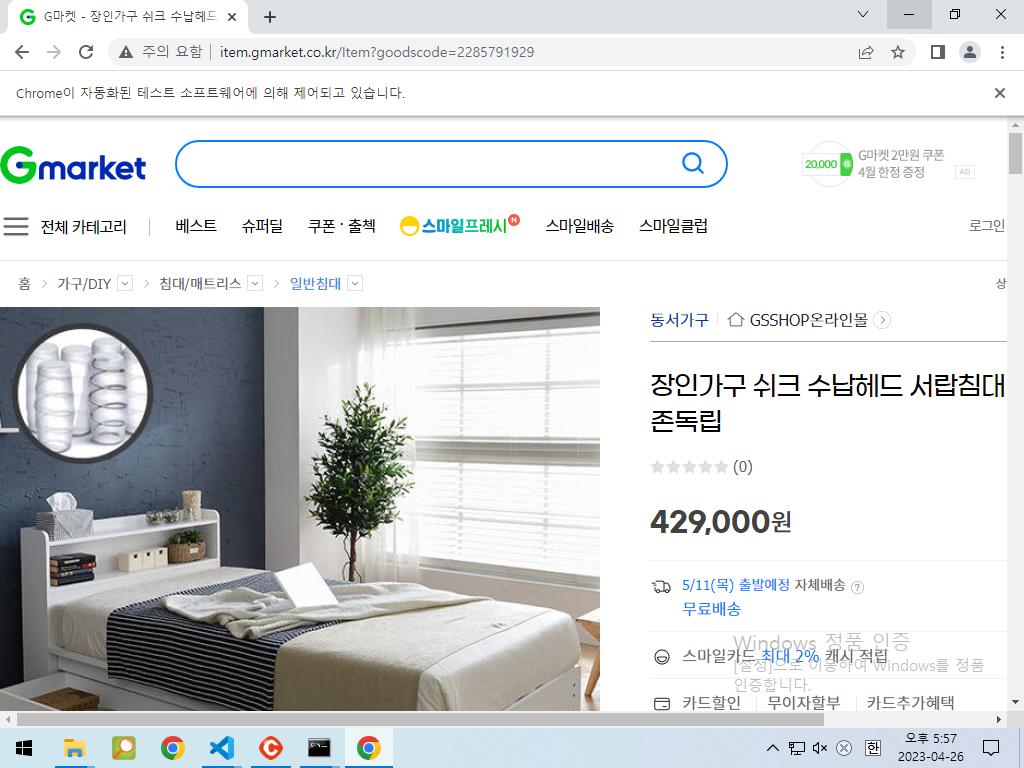 G마켓 - 장인가구 쉬크 수납헤드
주의 요함 item.gmarket.co.kr/Item?goodscode=2285791929
Chrome이 자동화된 테스트 소프트웨어에 의해 제어되고 있습니다.
Gmarket
20,000
G마켓 2만원 쿠폰
4월 한정 증정
AD
전체 카테고리
베스트 슈퍼딜 쿠폰 · 출첵 스마일프레시 N 스마일배송 스마일클럽 로그인
홈 > 가구/DIY > 침대/매트리스 > 일반침대
상
동서가구 GSSHOP온라인몰
장인가구 쉬크 수납헤드 서랍침대
존독립
(0)
429,000원
5/11(목) 출발예정 자체배송 ?
무료배송
스마일카드 최대 2% 캐시 적립
카드할인 무이자할부 카드추가혜택
Windows 정품 인증
[설정]으로 이동하여 Windows를 정품
인증합니다.
한
오후 5:57
2023-04-26